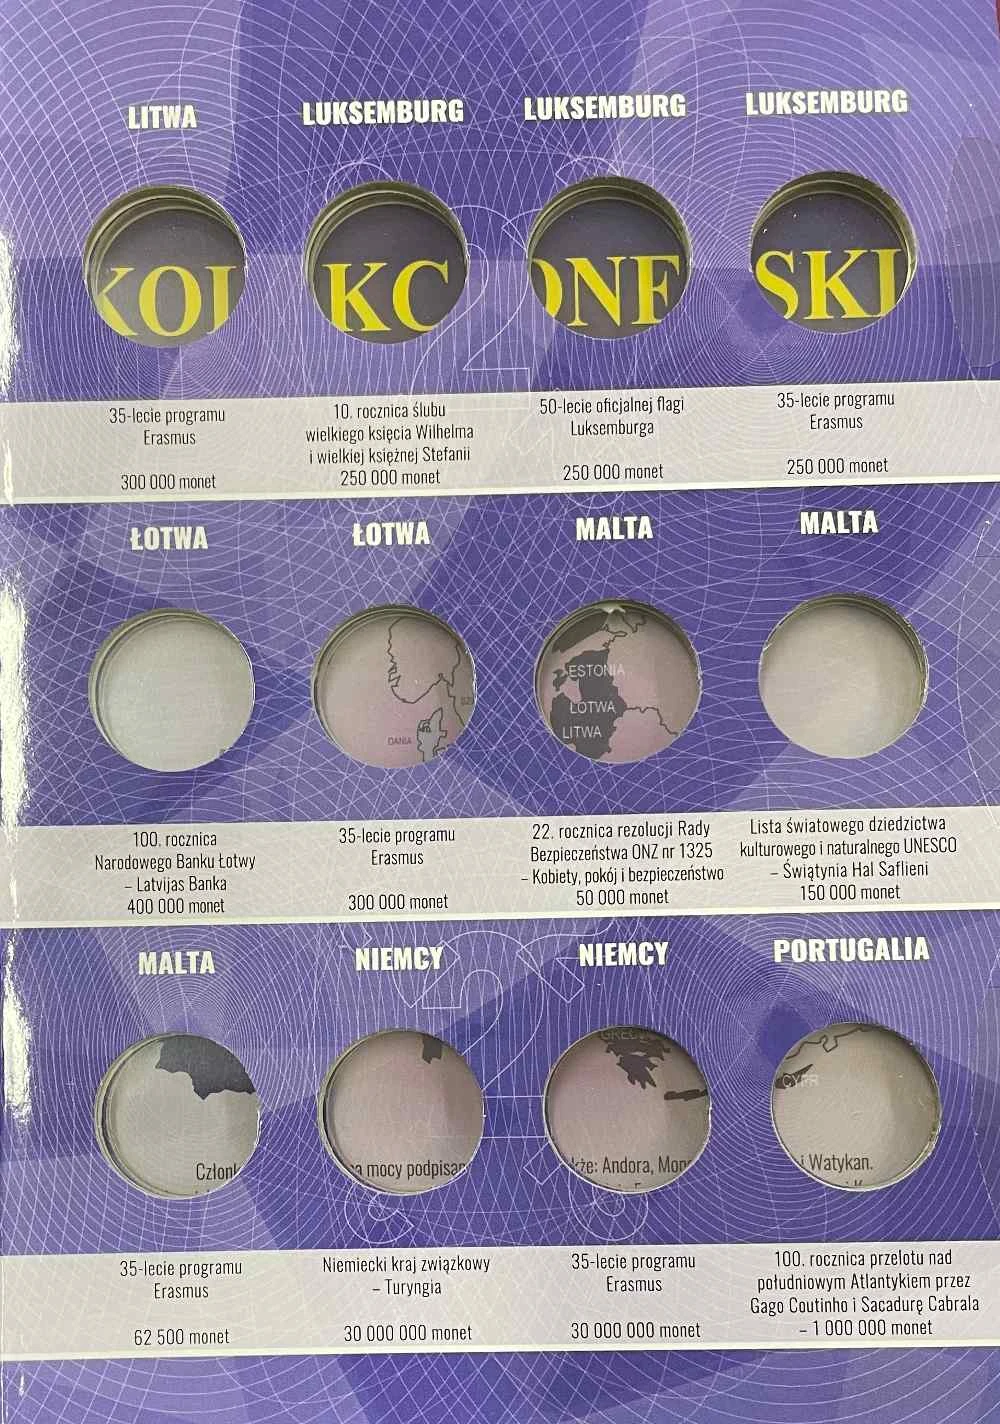 LITWA
LUKSEMBURG
LUKSEMBURG
LUKSEMBURG
KOL
KC
ONF
SKI
35-lecie programu
Erasmus
300 000 monet
10. rocznica ślubu
wielkiego księcia Wilhelma
i wielkiej księżnej Stefanii
250 000 monet
50-lecie oficjalnej flagi
Luksemburga
250 000 monet
35-lecie programu
Erasmus
250 000 monet
ŁOTWA
ŁOTWA
MALTA
MALTA
DANIA
ESTONIA
ŁOTWA
LITWA
100. rocznica
Narodowego Banku Łotwy
– Latvijas Banka
400 000 monet
35-lecie programu
Erasmus
300 000 monet
22. rocznica rezolucji Rady
Bezpieczeństwa ONZ nr 1325
– Kobiety, pokój i bezpieczeństwo
50 000 monet
Lista światowego dziedzictwa
kulturowego i naturalnego UNESCO
– Świątynia Hal Saflieni
150 000 monet
MALTA
NIEMCY
NIEMCY
PORTUGALIA
Człon
na mocy podpisan
GRECJ
kże: Andora, Mon
CYPR
i Watykan.
35-lecie programu
Erasmus
62 500 monet
Niemiecki kraj związkowy
– Turyngia
30 000 000 monet
35-lecie programu
Erasmus
30 000 000 monet
100. rocznica przelotu nad
południowym Atlantykiem przez
Gago Coutinho i Sacadurę Cabrala
– 1 000 000 monet